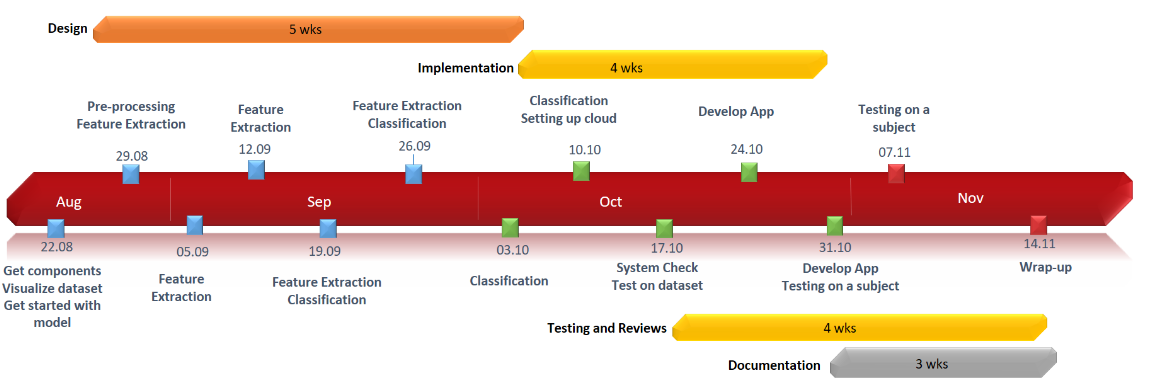 Design
5 wks
Implementation
4 wks
Pre-processing
Feature Extraction
29.08
Feature
Extraction
12.09
Feature Extraction
Classification
26.09
Classification
Setting up cloud
10.10
Develop App
24.10
Testing on a
subject
07.11
Aug
Sep
Oct
Nov
22.08
Get components
Visualize dataset
Get started with
model
05.09
Feature
Extraction
19.09
Feature Extraction
Classification
03.10
Classification
17.10
System Check
Test on dataset
31.10
Develop App
Testing on a subject
14.11
Wrap-up
Testing and Reviews
4 wks
Documentation
3 wks